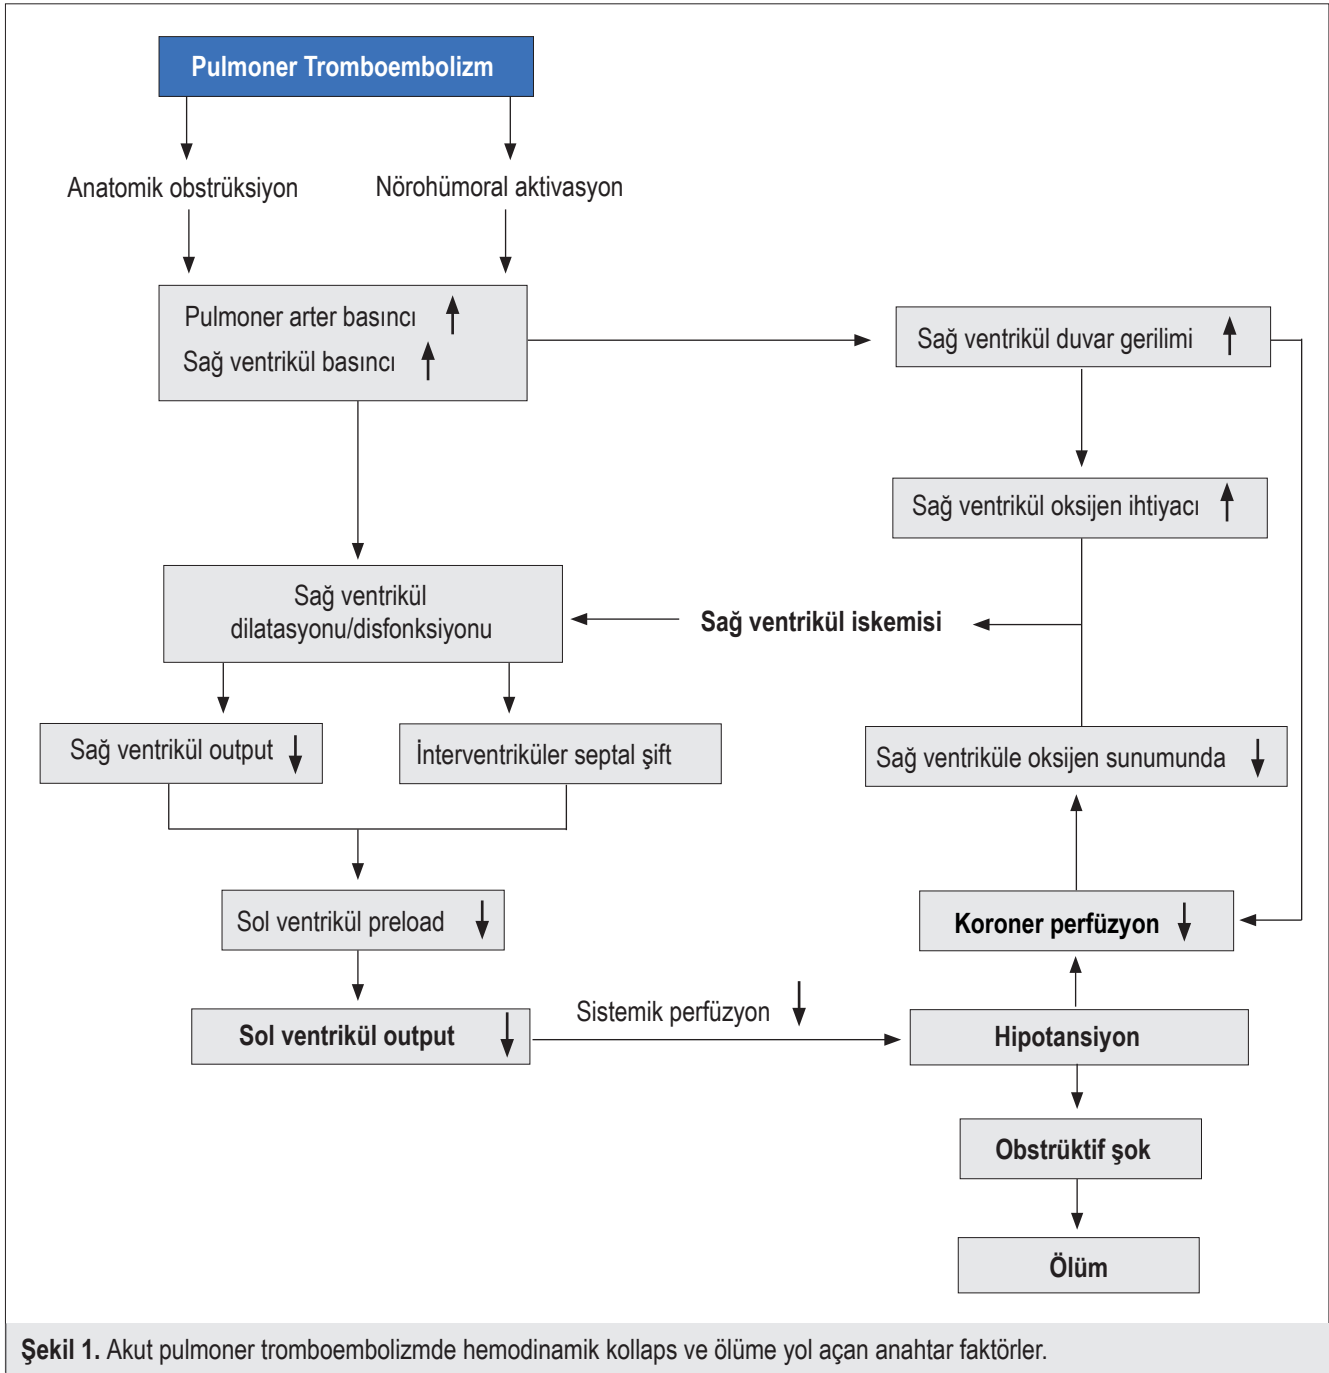 Pulmoner Tromboembolizm
Anatomik obstrüksiyon
Nörohümoral aktivasyon
Pulmoner arter basıncı
Sağ ventrikül basıncı
Sağ ventrikül duvar gerilimi
Sağ ventrikül oksijen ihtiyacı
Sağ ventrikül
dilatasyonu/disfonksiyonu
Sağ ventrikül iskemisi
Sağ ventrikül output
İnterventriküler septal şift
Sağ ventriküle oksijen sunumunda
Sol ventrikül preload
Koroner perfüzyon
Sol ventrikül output
Sistemik perfüzyon
Hipotansiyon
Obstrüktif şok
Ölüm
Şekil 1. Akut pulmoner tromboembolizmde hemodinamik kollaps ve ölüme yol açan anahtar faktörler.